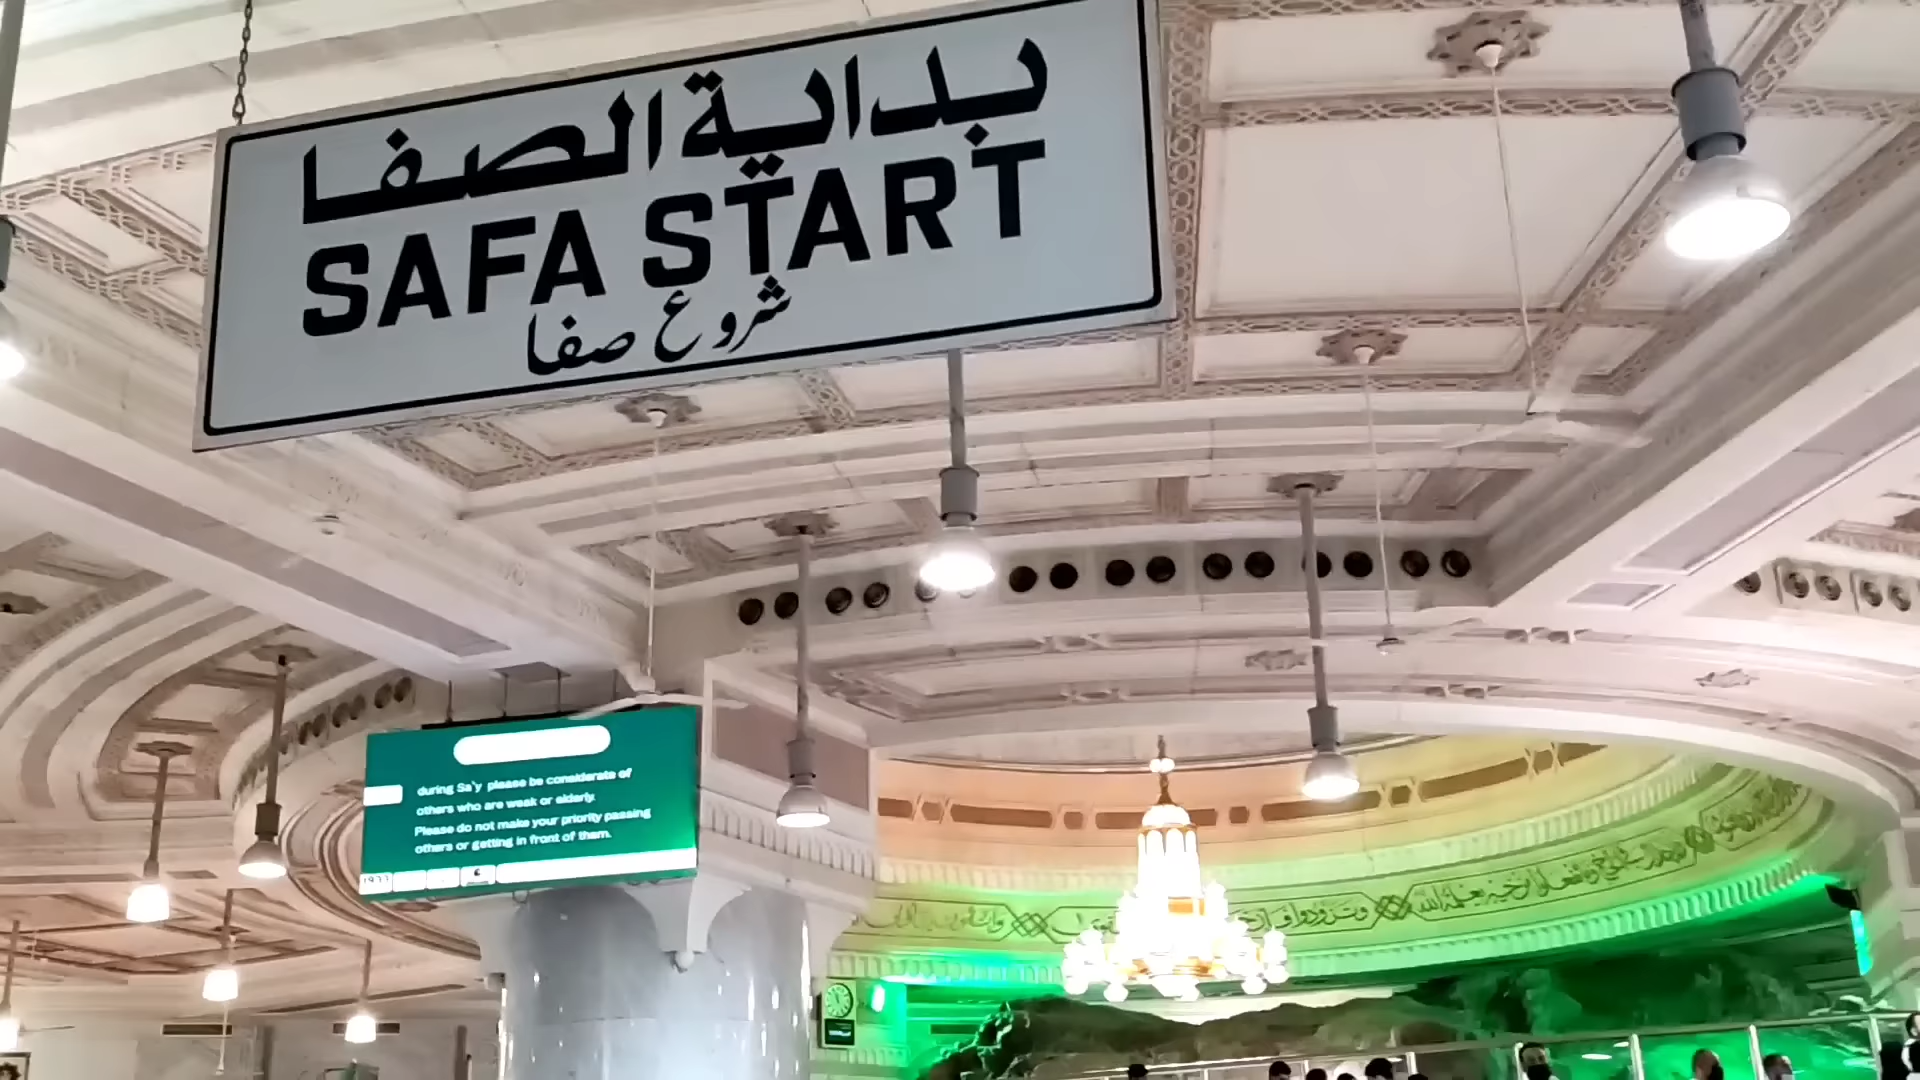 بداية الصفا
SAFA START
شروع صفا
during Sa'y please be considerate of
others who are weak or elderly.
Please do not make your priority passing
others or getting in front of them.
١٩٦٦